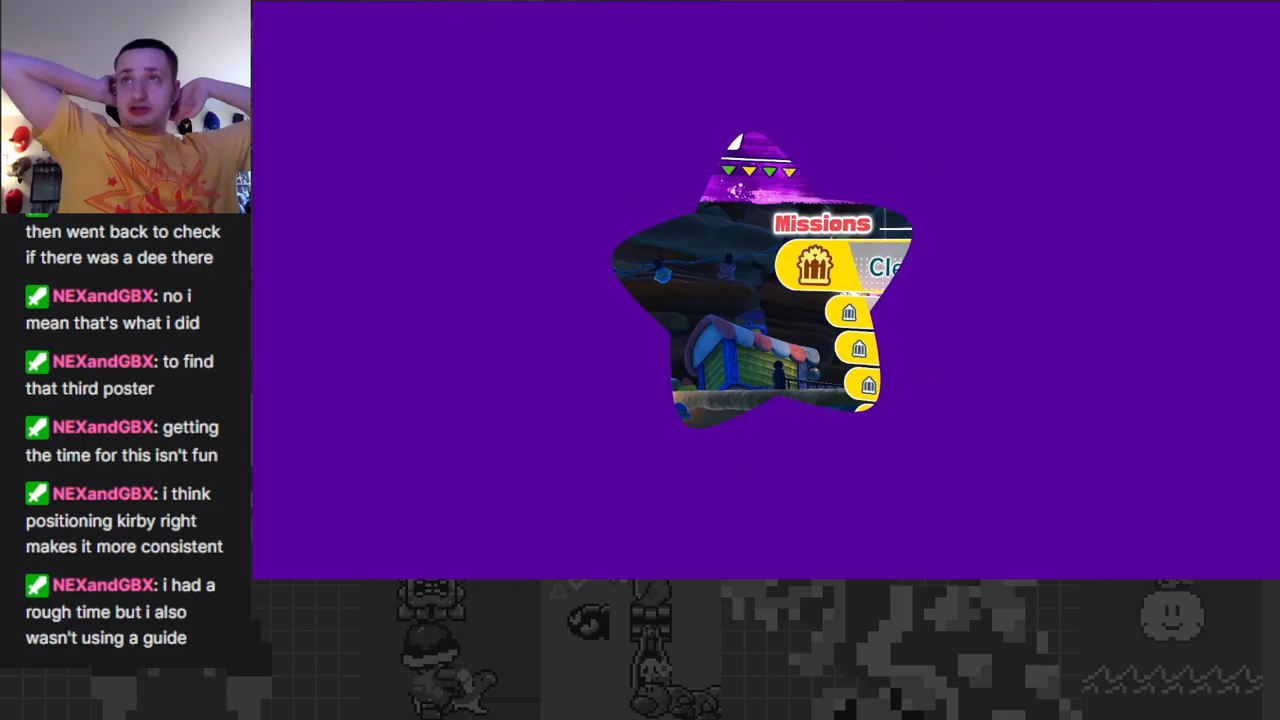 then went back to check
if there was a dee there
NEXandGBX: no i
mean that's what i did
NEXandGBX: to find
that third poster
NEXandGBX: getting
the time for this isn't fun
NEXandGBX: i think
positioning kirby right
makes it more consistent
NEXandGBX: i had a
rough time but i also
wasn't using a guide
Missions
Cle